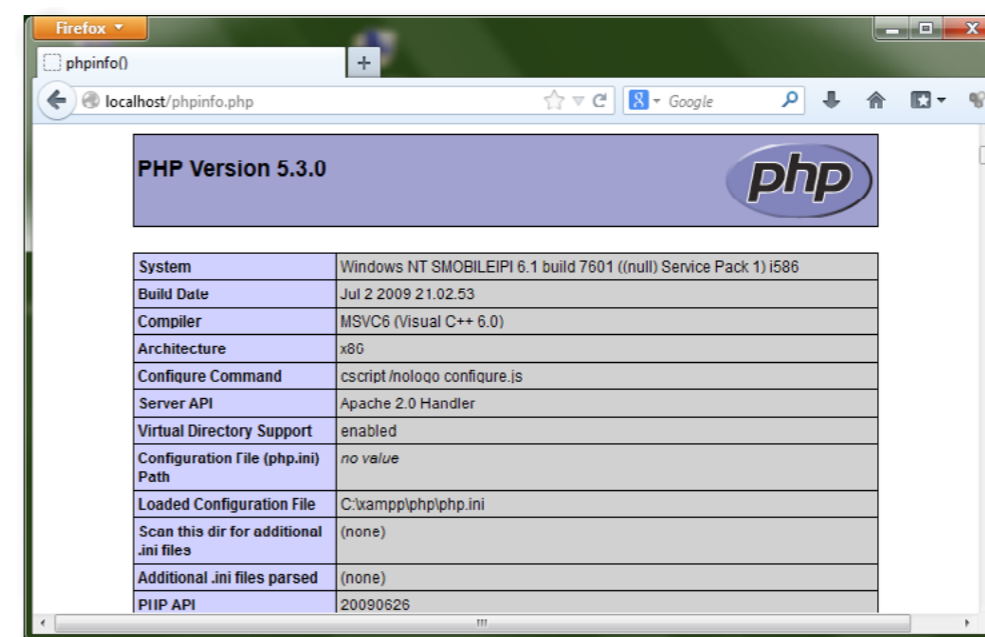 Firefox
phpinfo()
+
localhost/phpinfo.php
8
Google
PHP Version 5.3.0
php
System
Windows NT SMOBILEIPI 6.1 build 7601 ((null) Service Pack 1) i586
Build Date
Jul 2 2009 21:02:53
Compiler
MSVC6 (Visual C++ 6.0)
Architecture
x86
Configure Command
cscript /nologo configure.js
Server API
Apache 2.0 Handler
Virtual Directory Support
enabled
Configuration File (php.ini)
Path
no value
Loaded Configuration File
C:\xampp\php\php.ini
Scan this dir for additional
.ini files
(none)
Additional .ini files parsed
(none)
PHP API
20090626